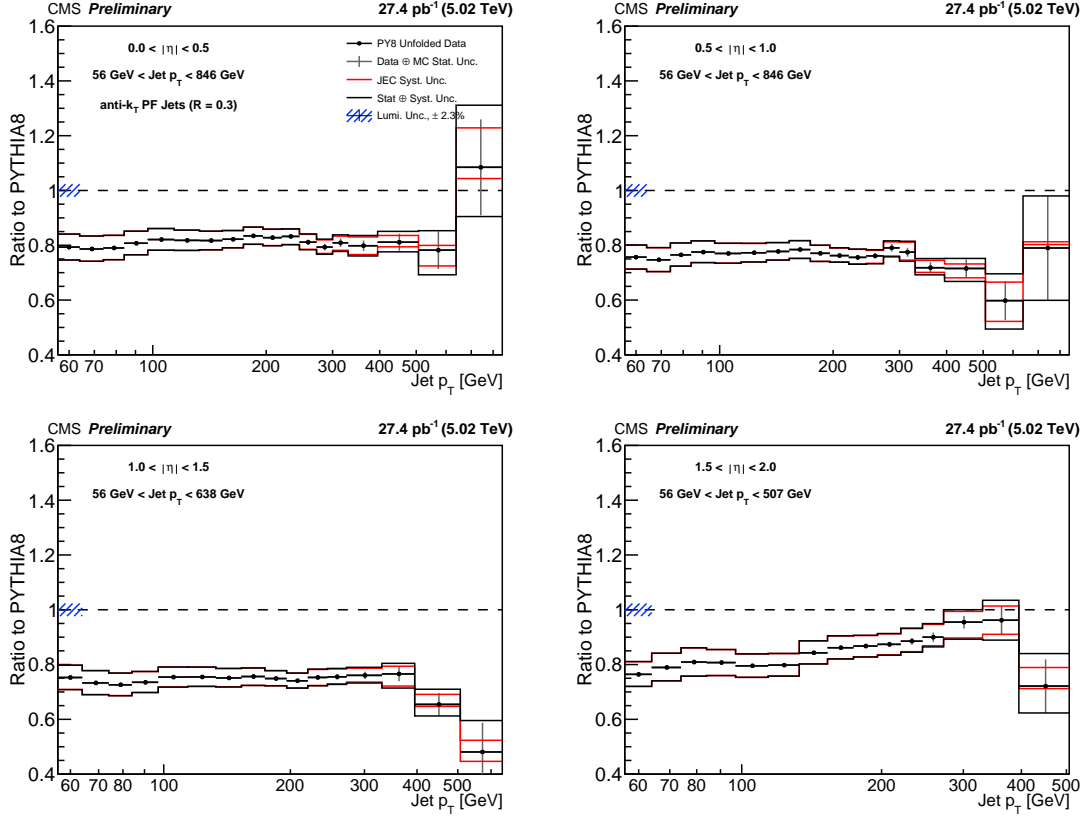 CMS Preliminary 27.4 pb⁻¹ (5.02 TeV)
Ratio to PYTHIA8
0.0 < |η| < 0.5
56 GeV < Jet p_T < 846 GeV
anti-k_T PF Jets (R = 0.3)
PY8 Unfolded Data
Data ⊕ MC Stat. Unc.
JEC Syst. Unc.
Stat ⊕ Syst. Unc.
Lumi. Unc., ± 2.3%
1.6
1.4
1.2
1
0.8
0.6
0.4
60 70 100 200 300 400 500
Jet p_T [GeV]
CMS Preliminary 27.4 pb⁻¹ (5.02 TeV)
Ratio to PYTHIA8
0.5 < |η| < 1.0
56 GeV < Jet p_T < 846 GeV
1.6
1.4
1.2
1
0.8
0.6
0.4
60 70 100 200 300 400 500
Jet p_T [GeV]
CMS Preliminary 27.4 pb⁻¹ (5.02 TeV)
Ratio to PYTHIA8
1.0 < |η| < 1.5
56 GeV < Jet p_T < 638 GeV
1.6
1.4
1.2
1
0.8
0.6
0.4
60 70 80 100 200 300 400 500
Jet p_T [GeV]
CMS Preliminary 27.4 pb⁻¹ (5.02 TeV)
Ratio to PYTHIA8
1.5 < |η| < 2.0
56 GeV < Jet p_T < 507 GeV
1.6
1.4
1.2
1
0.8
0.6
0.4
60 70 80 100 200 300 400 500
Jet p_T [GeV]